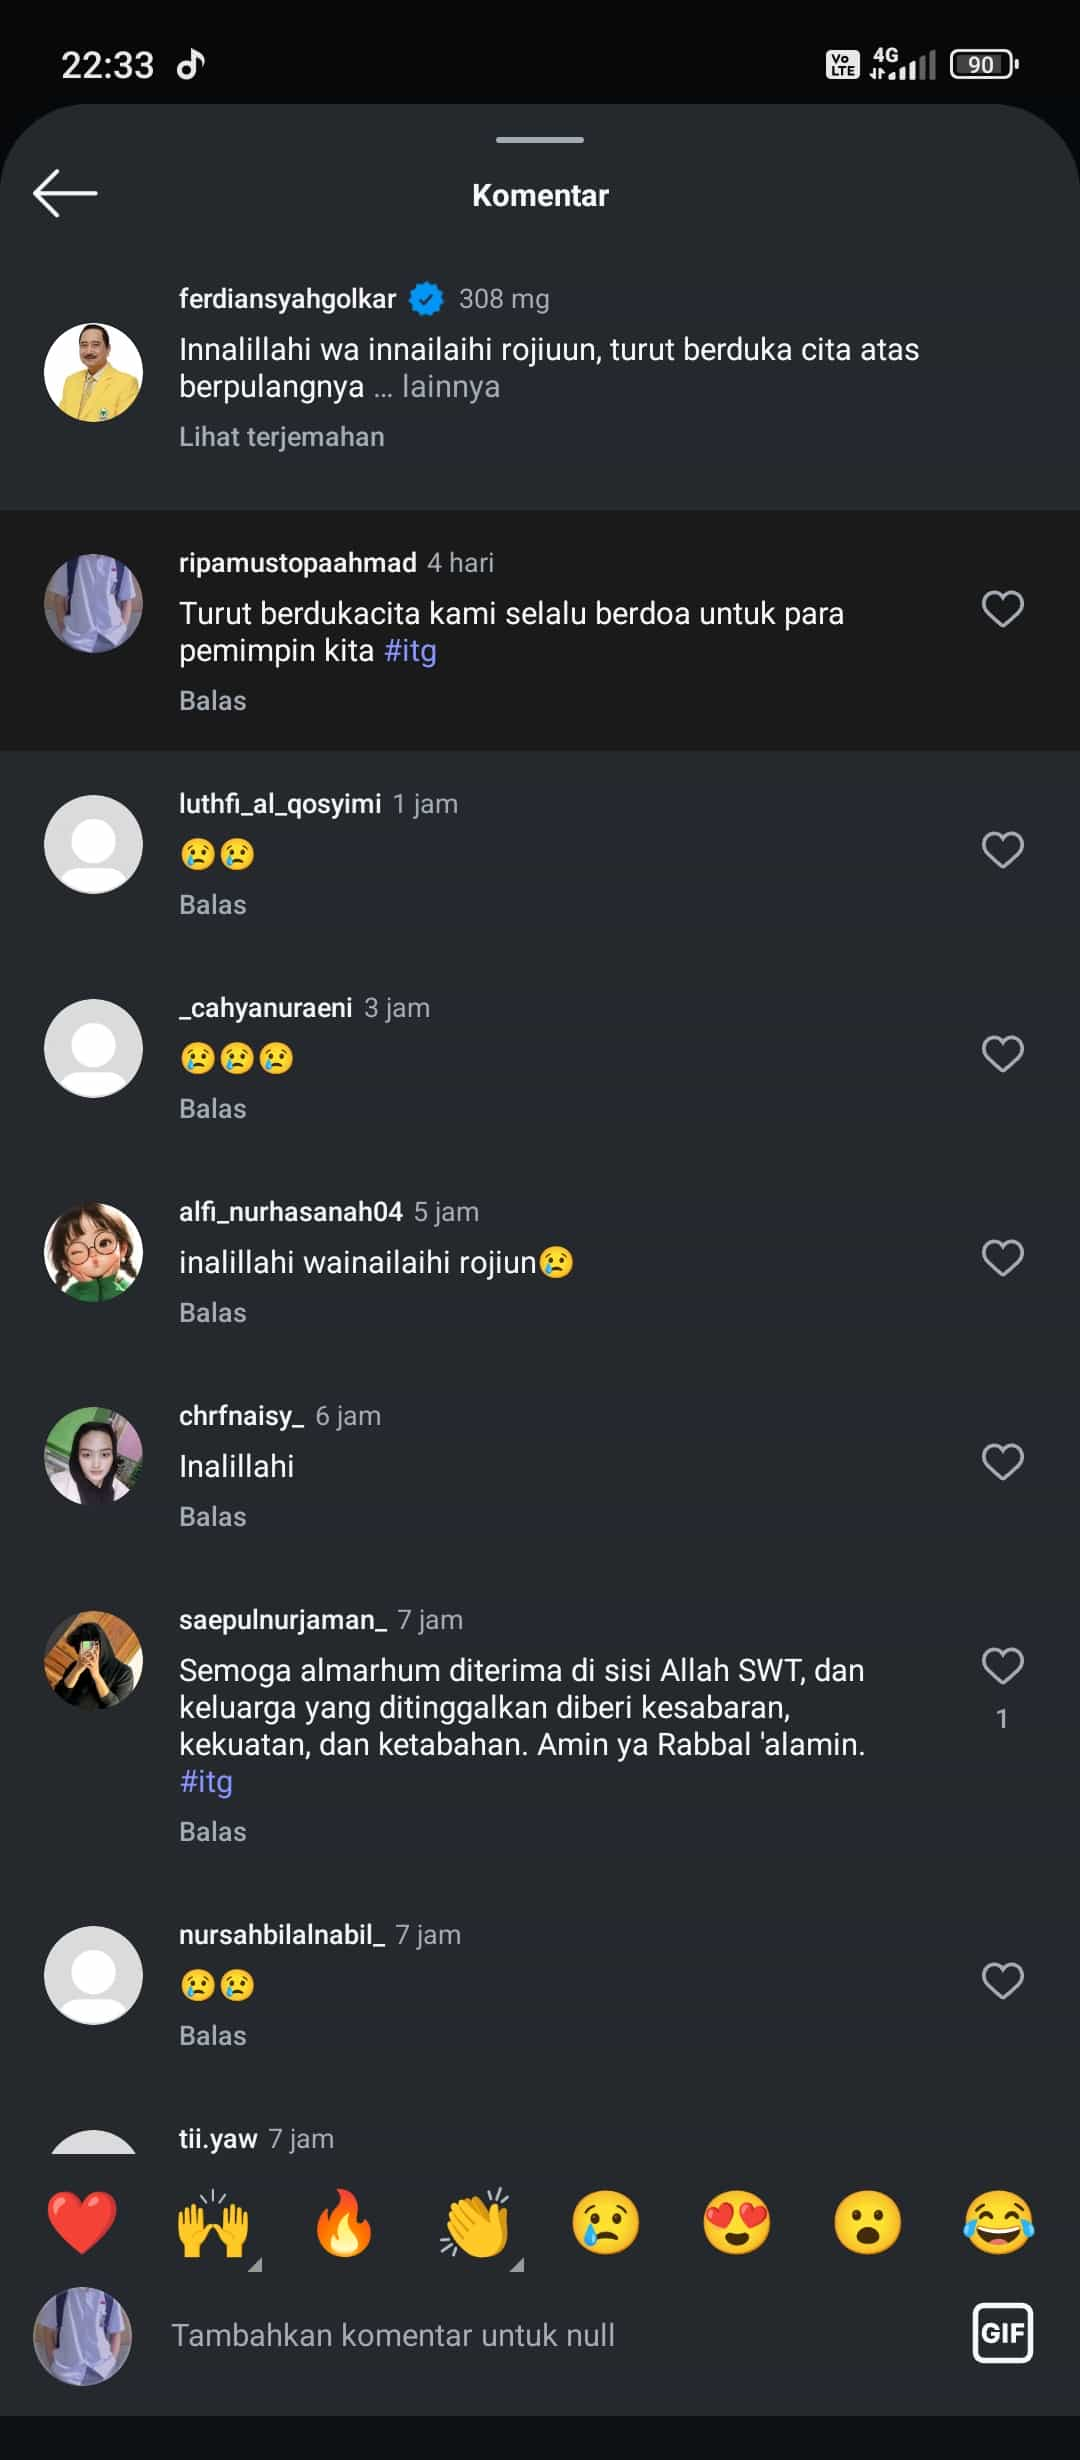 22:33
Vo LTE 4G 90
Komentar
ferdiansyahgolkar 308 mg
Innalillahi wa innailaihi rojiuun, turut berduka cita atas
berpulangnya ... lainnya
Lihat terjemahan
ripamustopaahmad 4 hari
Turut berdukacita kami selalu berdoa untuk para
pemimpin kita #itg
Balas
luthfi_al_qosyimi 1 jam
😢😢
Balas
_cahyanuraeni 3 jam
😢😢😢
Balas
alfi_nurhasanah04 5 jam
inalillahi wainailaihi rojiun😢
Balas
chrfnaisy_ 6 jam
Inalillahi
Balas
saepulnurjaman_ 7 jam
Semoga almarhum diterima di sisi Allah SWT, dan
keluarga yang ditinggalkan diberi kesabaran,
kekuatan, dan ketabahan. Amin ya Rabbal 'alamin.
#itg
1
Balas
nursahbilalnabil_ 7 jam
😢😢
Balas
tii.yaw 7 jam
❤️ 🙌 🔥 👏 😢 😍 😮 😂
Tambahkan komentar untuk null
GIF